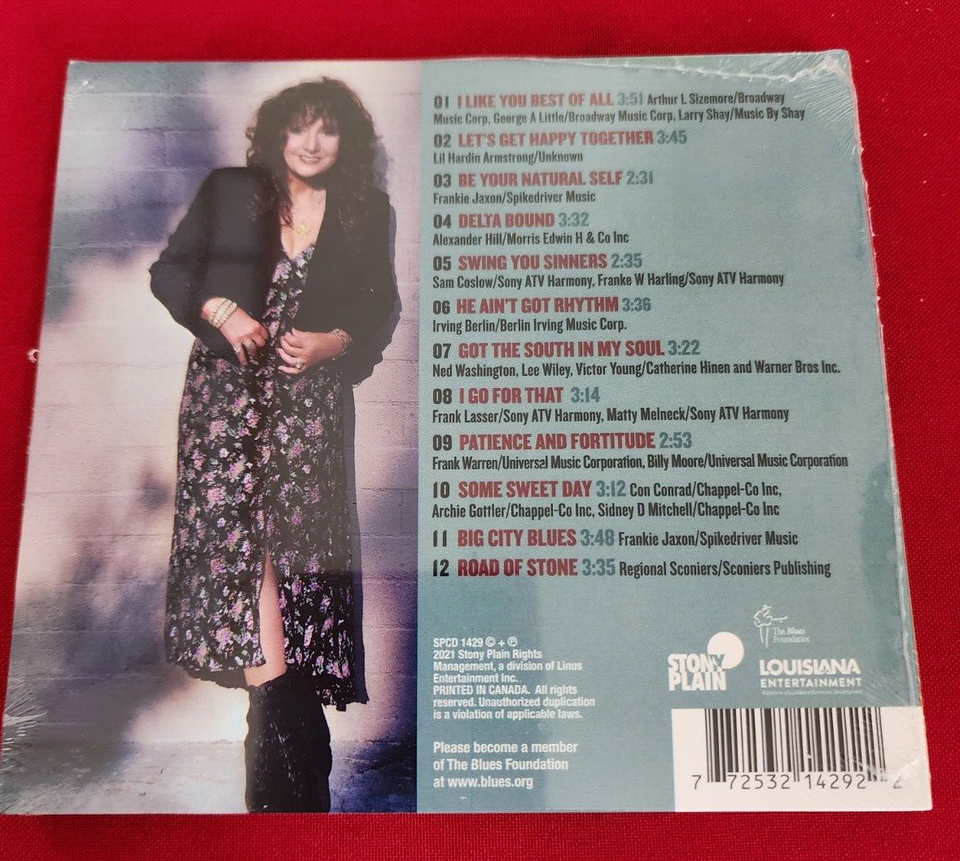 01 I LIKE YOU BEST OF ALL 3:51 Arthur L Sizemore/Broadway
Music Corp, George A Little/Broadway Music Corp, Larry Shay/Music By Shay
02 LET'S GET HAPPY TOGETHER 3:45
Lil Hardin Armstrong/Unknown
03 BE YOUR NATURAL SELF 2:31
Frankie Jaxon/Spikedriver Music
04 DELTA BOUND 3:32
Alexander Hill/Morris Edwin H & Co Inc
05 SWING YOU SINNERS 2:35
Sam Coslow/Sony ATV Harmony, Franke W Harling/Sony ATV Harmony
06 HE AIN'T GOT RHYTHM 3:36
Irving Berlin/Berlin Irving Music Corp.
07 GOT THE SOUTH IN MY SOUL 3:22
Ned Washington, Lee Wiley, Victor Young/Catherine Hinen and Warner Bros Inc.
08 I GO FOR THAT 3:14
Frank Lasser/Sony ATV Harmony, Matty Melneck/Sony ATV Harmony
09 PATIENCE AND FORTITUDE 2:53
Frank Warren/Universal Music Corporation, Billy Moore/Universal Music Corporation
10 SOME SWEET DAY 3:12 Con Conrad/Chappel-Co Inc,
Archie Gottler/Chappel-Co Inc, Sidney D Mitchell/Chappel-Co Inc
11 BIG CITY BLUES 3:48 Frankie Jaxon/Spikedriver Music
12 ROAD OF STONE 3:35 Regional Sconiers/Sconiers Publishing
SPCD 1429 © + ℗
2021 Stony Plain Rights
Management, a division of Linus
Entertainment Inc.
PRINTED IN CANADA. All rights
reserved. Unauthorized duplication
is a violation of applicable laws.
Please become a member
of The Blues Foundation
at www.blues.org
The Blues
Foundation
STONY
PLAIN
LOUISIANA
ENTERTAINMENT
7 72532 14292 2